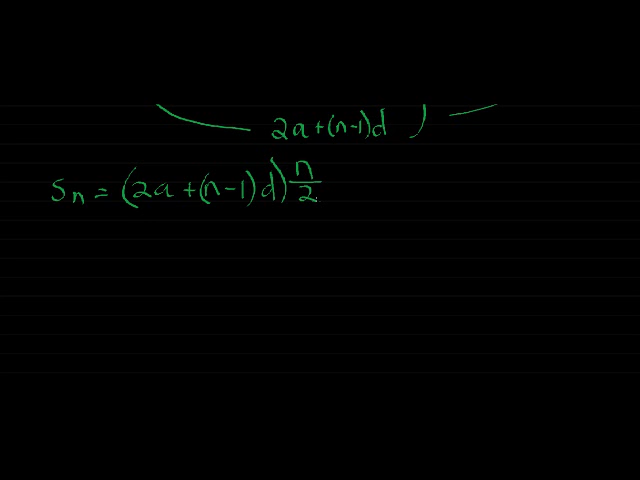 2a+(n-1)d
Sn = (2a+(n-1)d) n/2